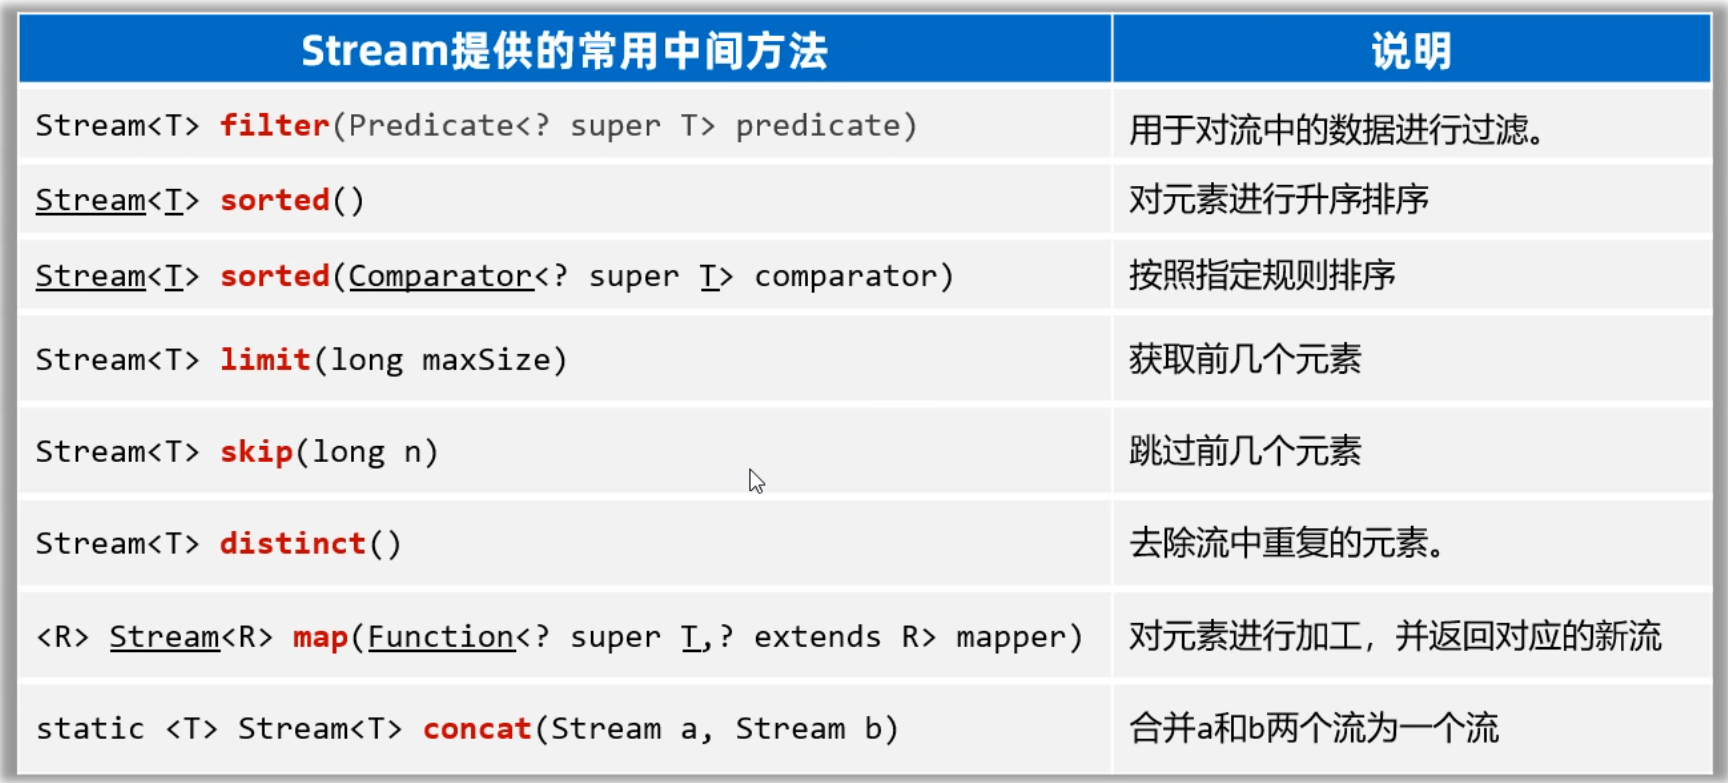 Stream提供的常用中间方法 说明
Stream<T> filter(Predicate<? super T> predicate) 用于对流中的数据进行过滤。
Stream<T> sorted() 对元素进行升序排序
Stream<T> sorted(Comparator<? super T> comparator) 按照指定规则排序
Stream<T> limit(long maxSize) 获取前几个元素
Stream<T> skip(long n) 跳过前几个元素
Stream<T> distinct() 去除流中重复的元素。
<R> Stream<R> map(Function<? super T,? extends R> mapper) 对元素进行加工，并返回对应的新流
static <T> Stream<T> concat(Stream a, Stream b) 合并a和b两个流为一个流